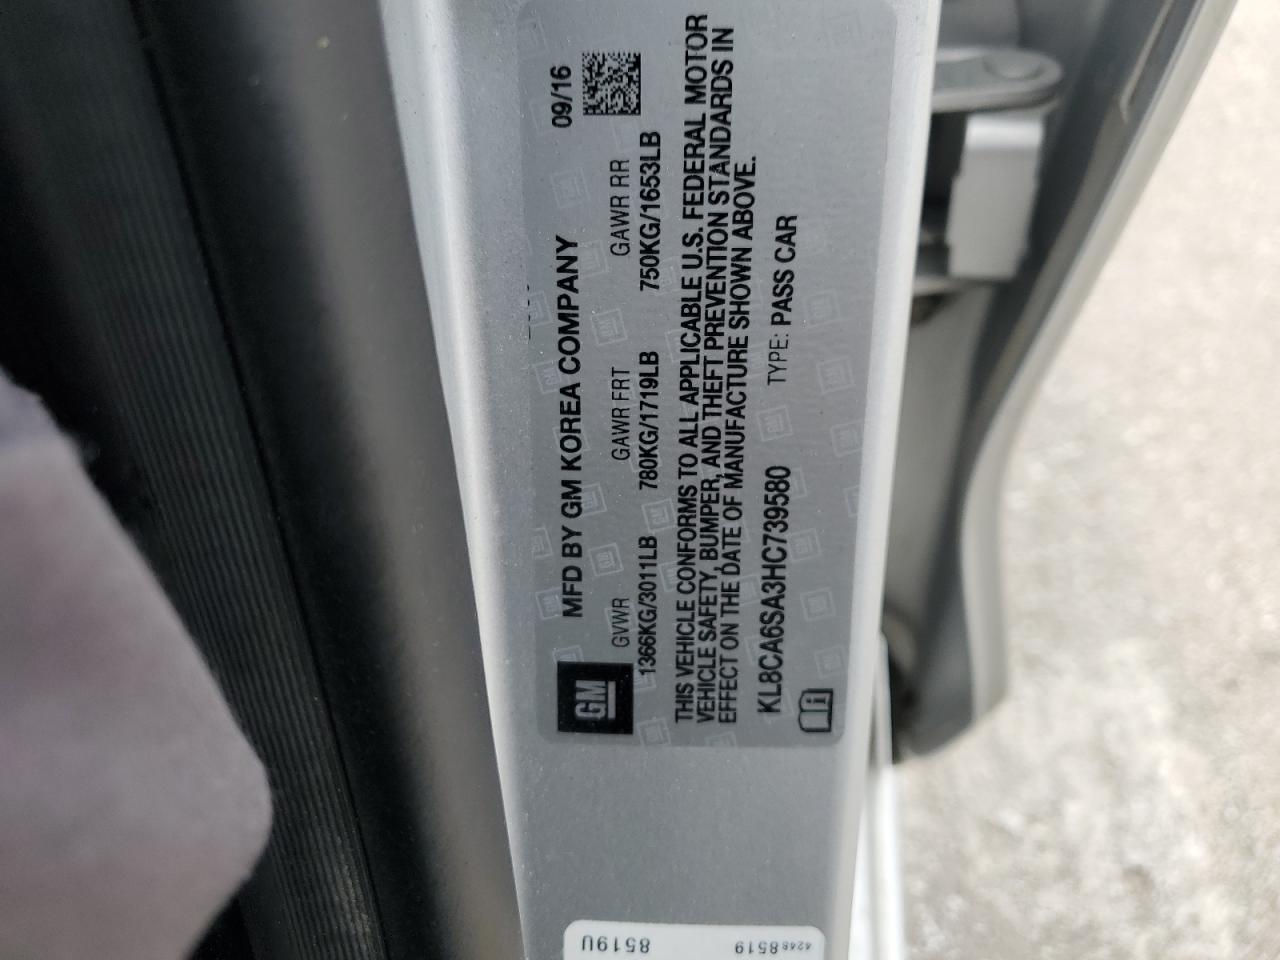 09/16
MFD BY GM KOREA COMPANY
GM
GVWR GAWR FRT GAWR RR
1366KG/3011LB 780KG/1719LB 750KG/1653LB
THIS VEHICLE CONFORMS TO ALL APPLICABLE U.S. FEDERAL MOTOR
VEHICLE SAFETY, BUMPER, AND THEFT PREVENTION STANDARDS IN
EFFECT ON THE DATE OF MANUFACTURE SHOWN ABOVE.
KL8CA6SA3HC739580 TYPE: PASS CAR
8519U
42468519